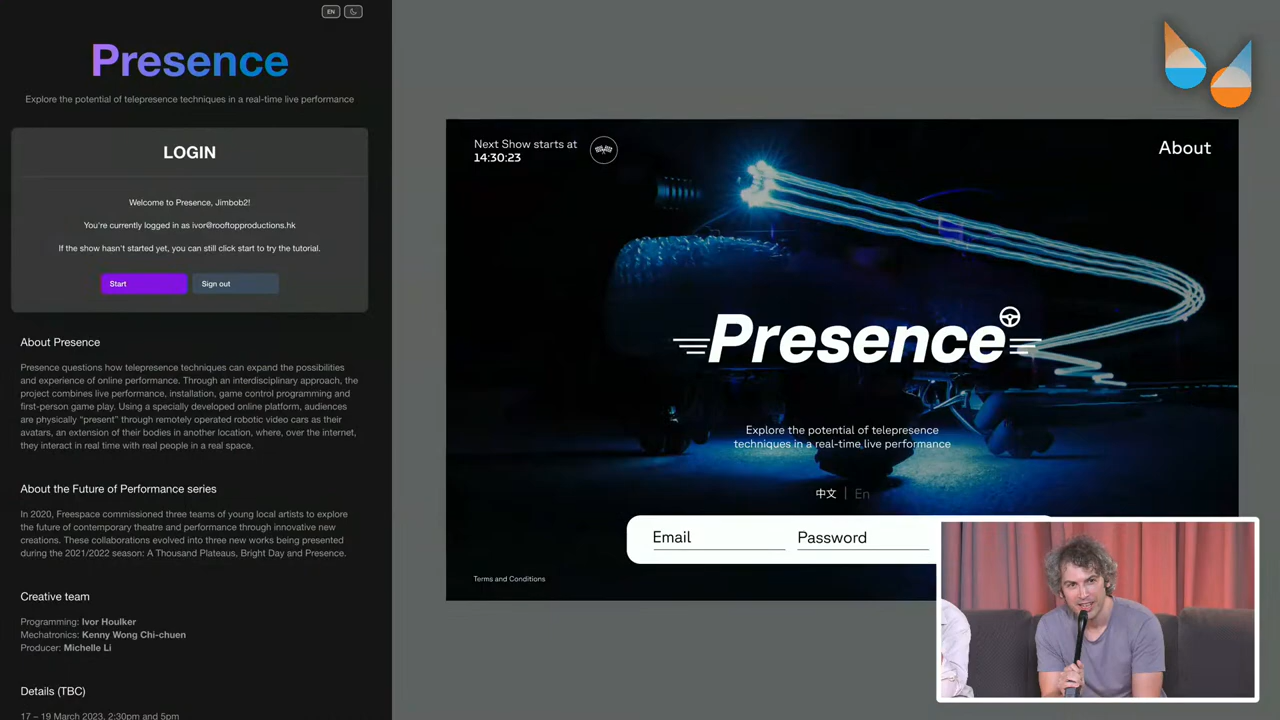 EN
Presence
Explore the potential of telepresence techniques in a real-time live performance
LOGIN
Welcome to Presence, Jimbob2!
You're currently logged in as ivor@rooftopproductions.hk
If the show hasn't started yet, you can still click start to try the tutorial.
Start
Sign out
About Presence
Presence questions how telepresence techniques can expand the possibilities
and experience of online performance. Through an interdisciplinary approach, the
project combines live performance, installation, game control programming and
first-person game play. Using a specially developed online platform, audiences
are physically “present” through remotely operated robotic video cars as their
avatars, an extension of their bodies in another location, where, over the internet,
they interact in real time with real people in a real space.
About the Future of Performance series
In 2020, Freespace commissioned three teams of young local artists to explore
the future of contemporary theatre and performance through innovative new
creations. These collaborations evolved into three new works being presented
during the 2021/2022 season: A Thousand Plateaus, Bright Day and Presence.
Creative team
Programming: Ivor Houlker
Mechatronics: Kenny Wong Chi-chuen
Producer: Michelle Li
Details (TBC)
17 – 19 March 2023, 2:30pm and 5pm
Next Show starts at
14:30:23
About
Presence
Explore the potential of telepresence
techniques in a real-time live performance
中文 | En
Email
Password
Terms and Conditions